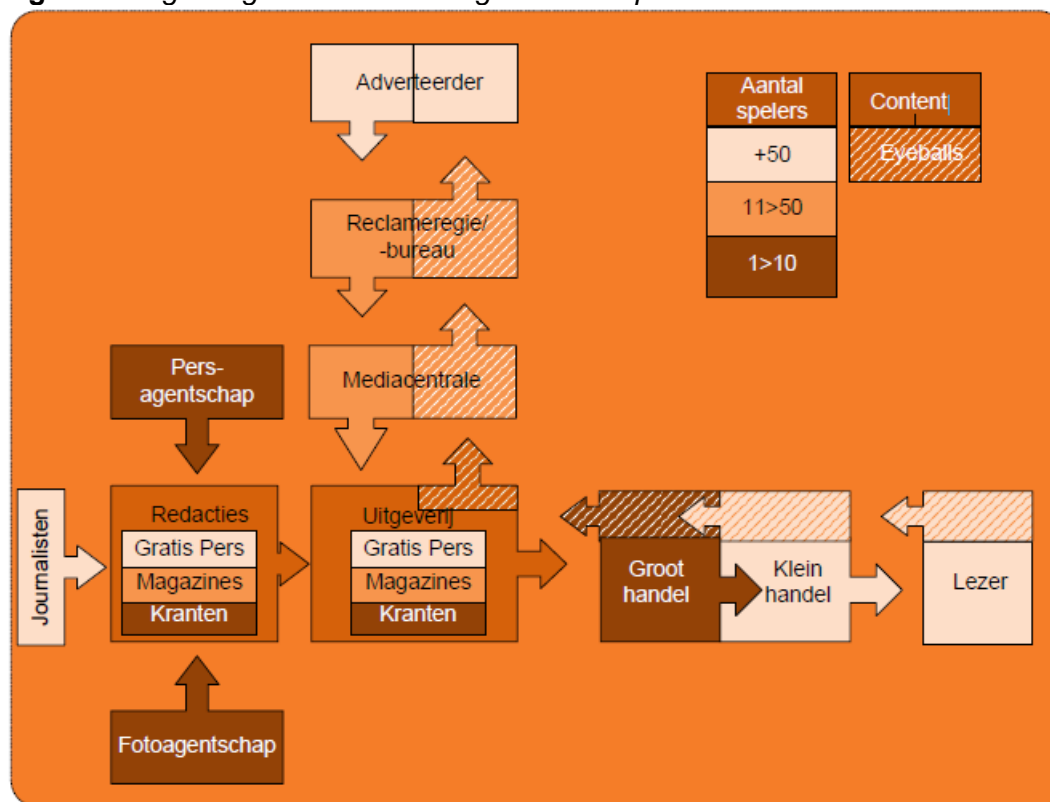 Adverteerder
Aantal
spelers
+50
11>50
1>10
Content
Eyeballs
Reclameregie/
-bureau
Mediacentrale
Pers-
agentschap
Journalisten
Redacties
Gratis Pers
Magazines
Kranten
Uitgeverij
Gratis Pers
Magazines
Kranten
Groot
handel
Klein
handel
Lezer
Fotoagentschap